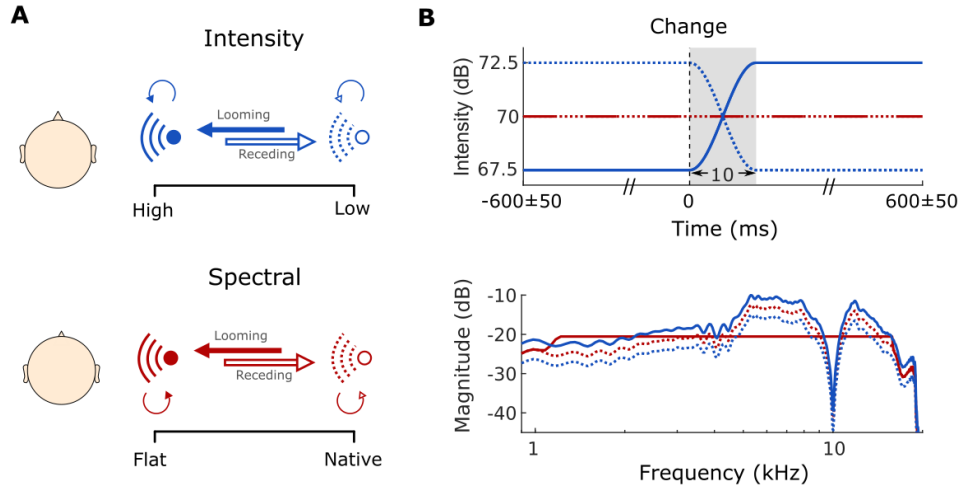 A
Intensity
Looming
Receding
High
Low
Spectral
Looming
Receding
Flat
Native
B
Change
Intensity (dB)
72.5
70
67.5
10
-600±50
0
600±50
Time (ms)
Magnitude (dB)
-10
-20
-30
-40
1
10
Frequency (kHz)